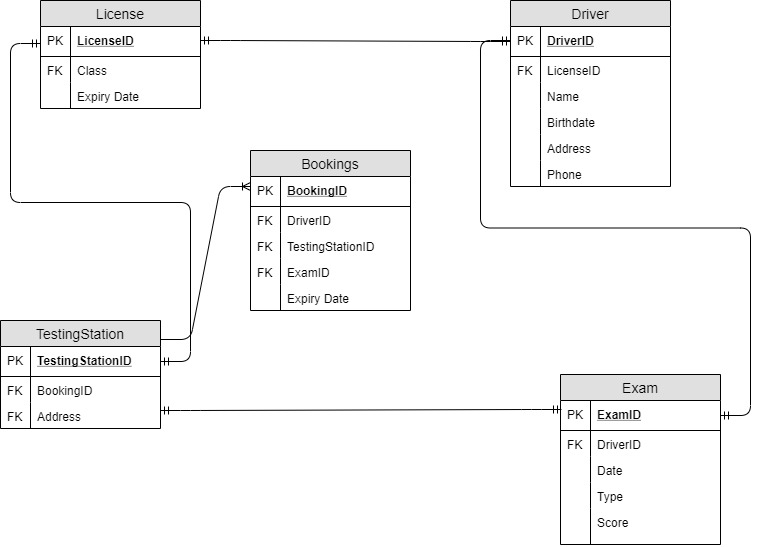 License
PK LicenseID
FK Class
Expiry Date
Driver
PK DriverID
FK LicenseID
Name
Birthdate
Address
Phone
Bookings
PK BookingID
FK DriverID
FK TestingStationID
FK ExamID
Expiry Date
TestingStation
PK TestingStationID
FK BookingID
FK Address
Exam
PK ExamID
FK DriverID
Date
Type
Score